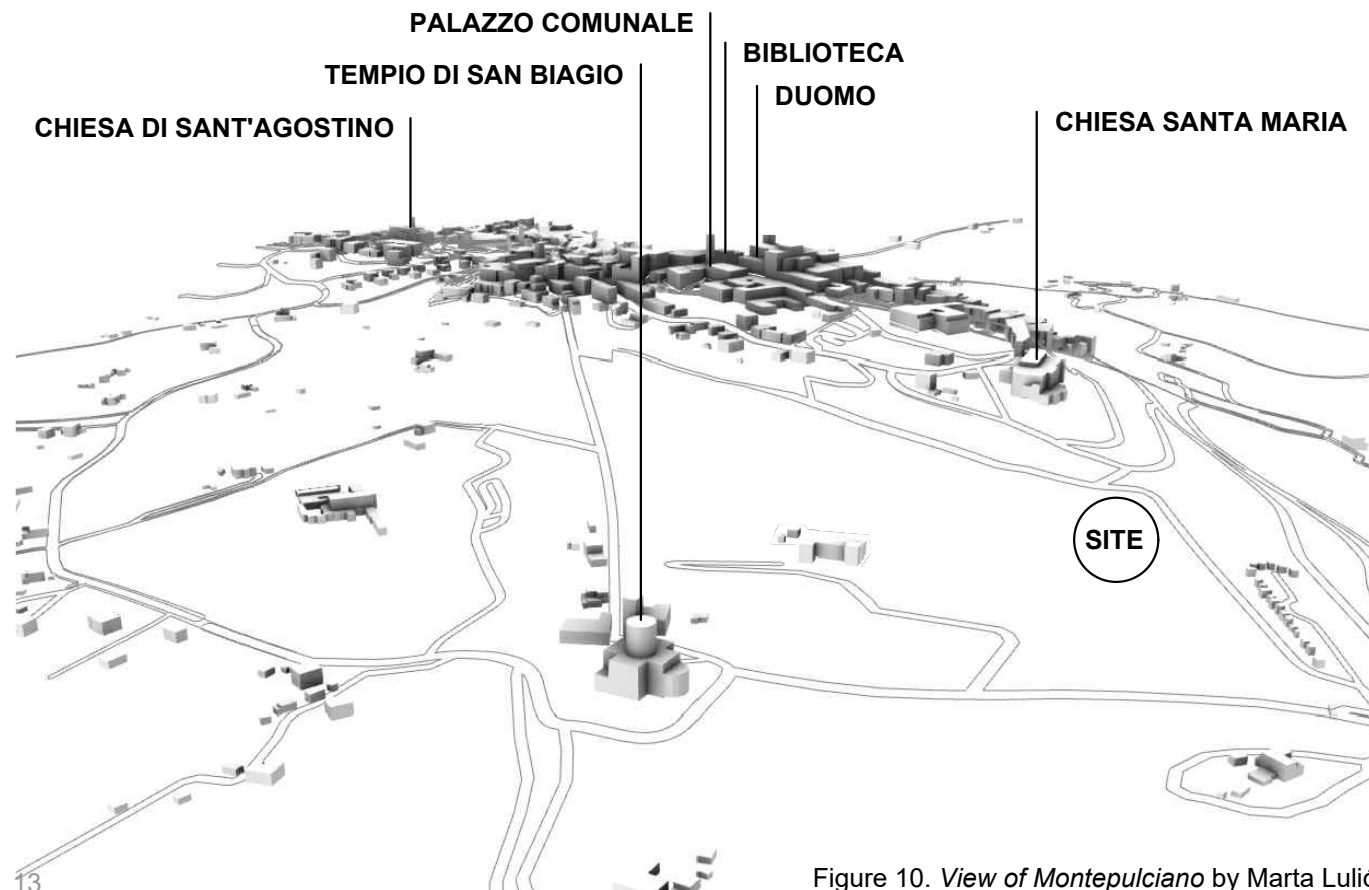 PALAZZO COMUNALE
BIBLIOTECA
TEMPIO DI SAN BIAGIO
DUOMO
CHIESA DI SANT'AGOSTINO
CHIESA SANTA MARIA
SITE
13
Figure 10. View of Montepulciano by Marta Lulic